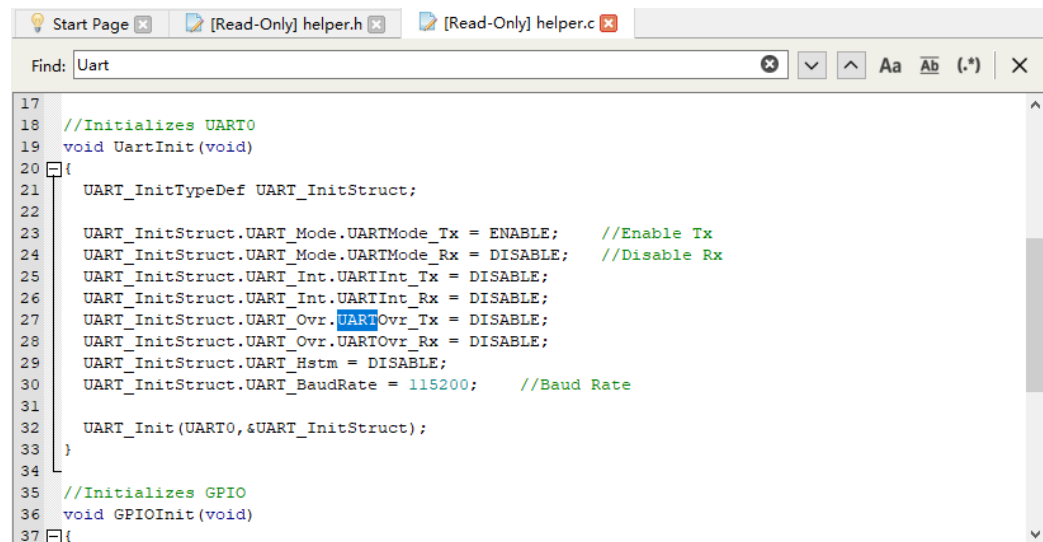 Start Page [Read-Only] helper.h [Read-Only] helper.c
Find: Uart Aa Ab (.*)
17
18 //Initializes UART0
19 void UartInit(void)
20 {
21 UART_InitTypeDef UART_InitStruct;
22
23 UART_InitStruct.UART_Mode.UARTMode_Tx = ENABLE; //Enable Tx
24 UART_InitStruct.UART_Mode.UARTMode_Rx = DISABLE; //Disable Rx
25 UART_InitStruct.UART_Int.UARTInt_Tx = DISABLE;
26 UART_InitStruct.UART_Int.UARTInt_Rx = DISABLE;
27 UART_InitStruct.UART_Ovr.UARTOvr_Tx = DISABLE;
28 UART_InitStruct.UART_Ovr.UARTOvr_Rx = DISABLE;
29 UART_InitStruct.UART_Hstm = DISABLE;
30 UART_InitStruct.UART_BaudRate = 115200; //Baud Rate
31
32 UART_Init(UART0,&UART_InitStruct);
33 }
34
35 //Initializes GPIO
36 void GPIOInit(void)
37 {